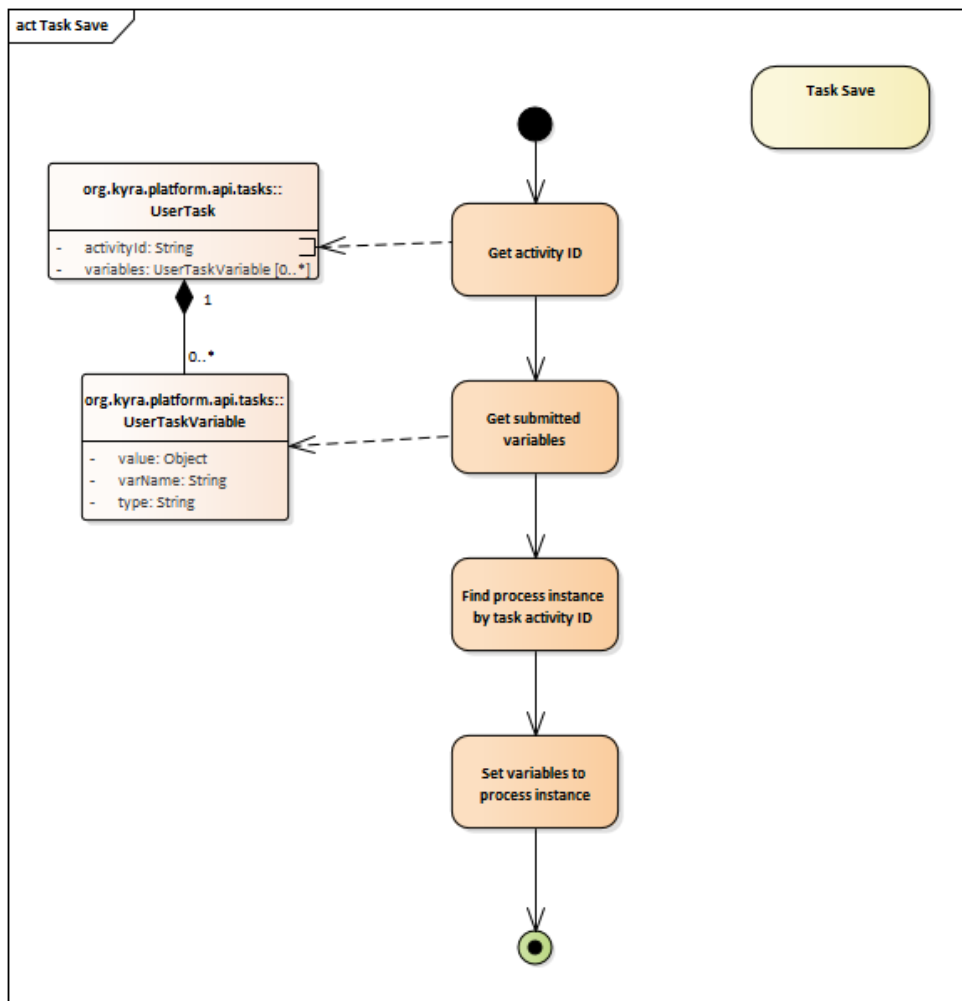 act Task Save
Task Save
org.kyra.platform.api.tasks::
UserTask
- activityId: String
- variables: UserTaskVariable [0..*]
Get activity ID
1
0..*
org.kyra.platform.api.tasks::
UserTaskVariable
- value: Object
- varName: String
- type: String
Get submitted
variables
Find process instance
by task activity ID
Set variables to
process instance